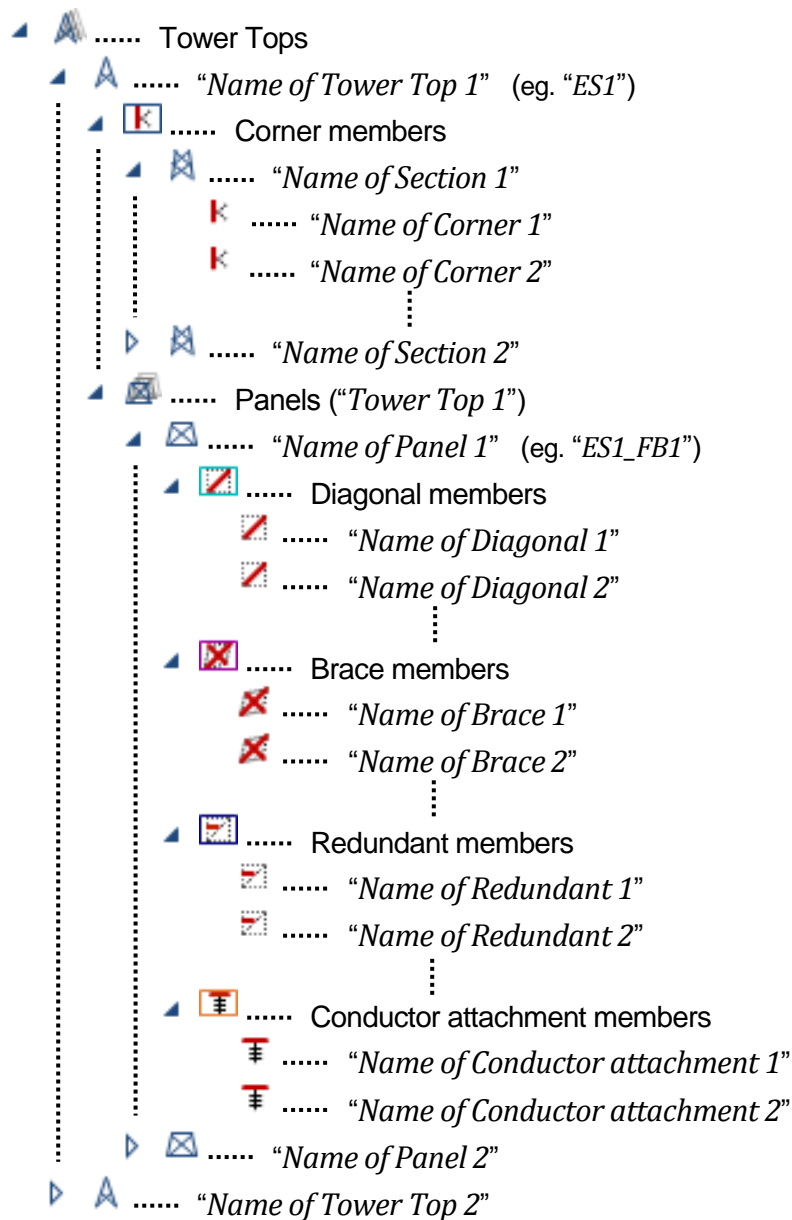 ...... Tower Tops
...... “Name of Tower Top 1” (eg. “ES1”)
...... Corner members
...... “Name of Section 1”
...... “Name of Corner 1”
...... “Name of Corner 2”
...... “Name of Section 2”
...... Panels (“Tower Top 1”)
...... “Name of Panel 1” (eg. “ES1_FB1”)
...... Diagonal members
...... “Name of Diagonal 1”
...... “Name of Diagonal 2”
...... Brace members
...... “Name of Brace 1”
...... “Name of Brace 2”
...... Redundant members
...... “Name of Redundant 1”
...... “Name of Redundant 2”
...... Conductor attachment members
...... “Name of Conductor attachment 1”
...... “Name of Conductor attachment 2”
...... “Name of Panel 2”
...... “Name of Tower Top 2”